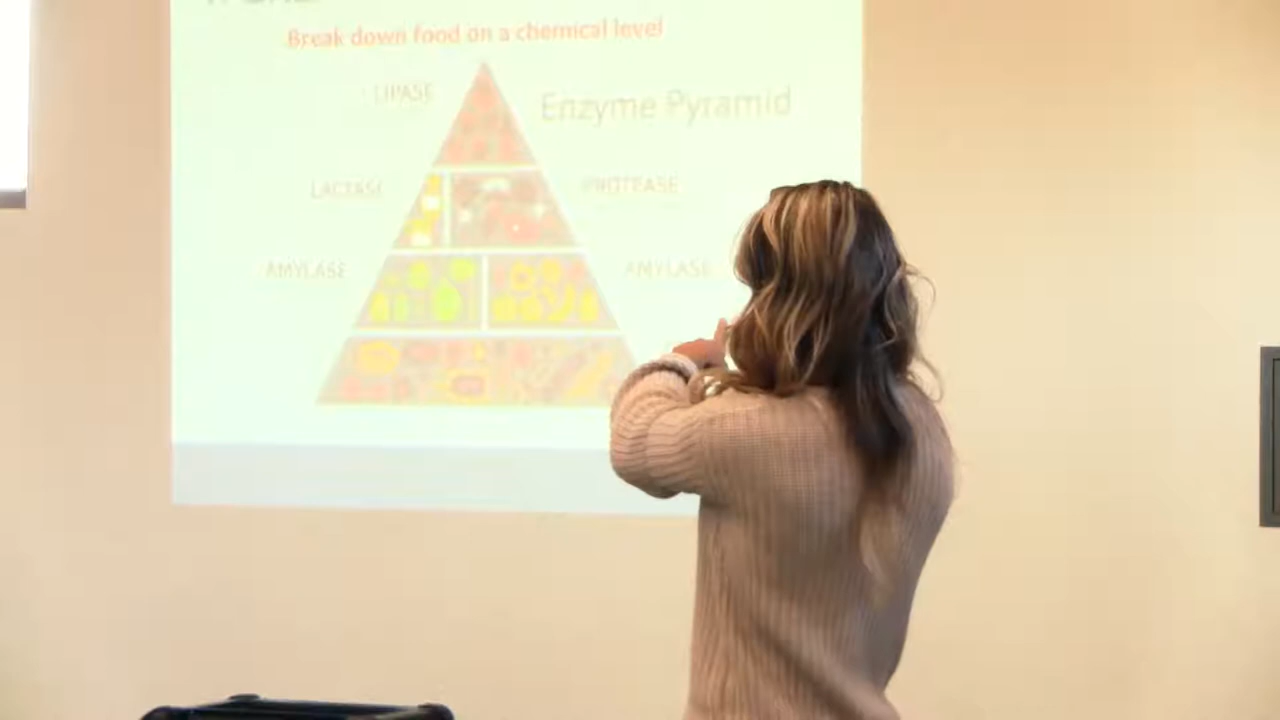 Break down food on a chemical level
LIPASE
Enzyme Pyramid
LACTASE
PROTEASE
AMYLASE
AMYLASE